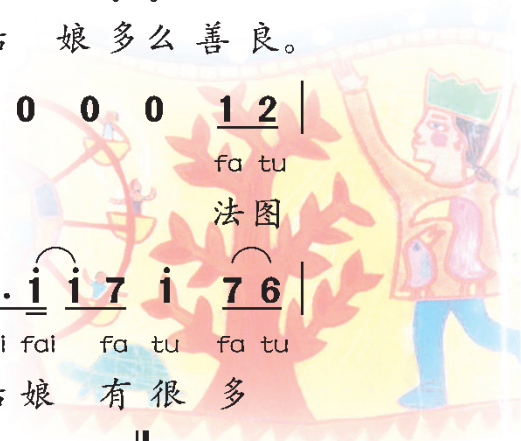 娘多么善良。
0 0 0 1 2
fa tu
法图
. i i 7 i 7 6
fai fa tu fa tu
娘 有很 多